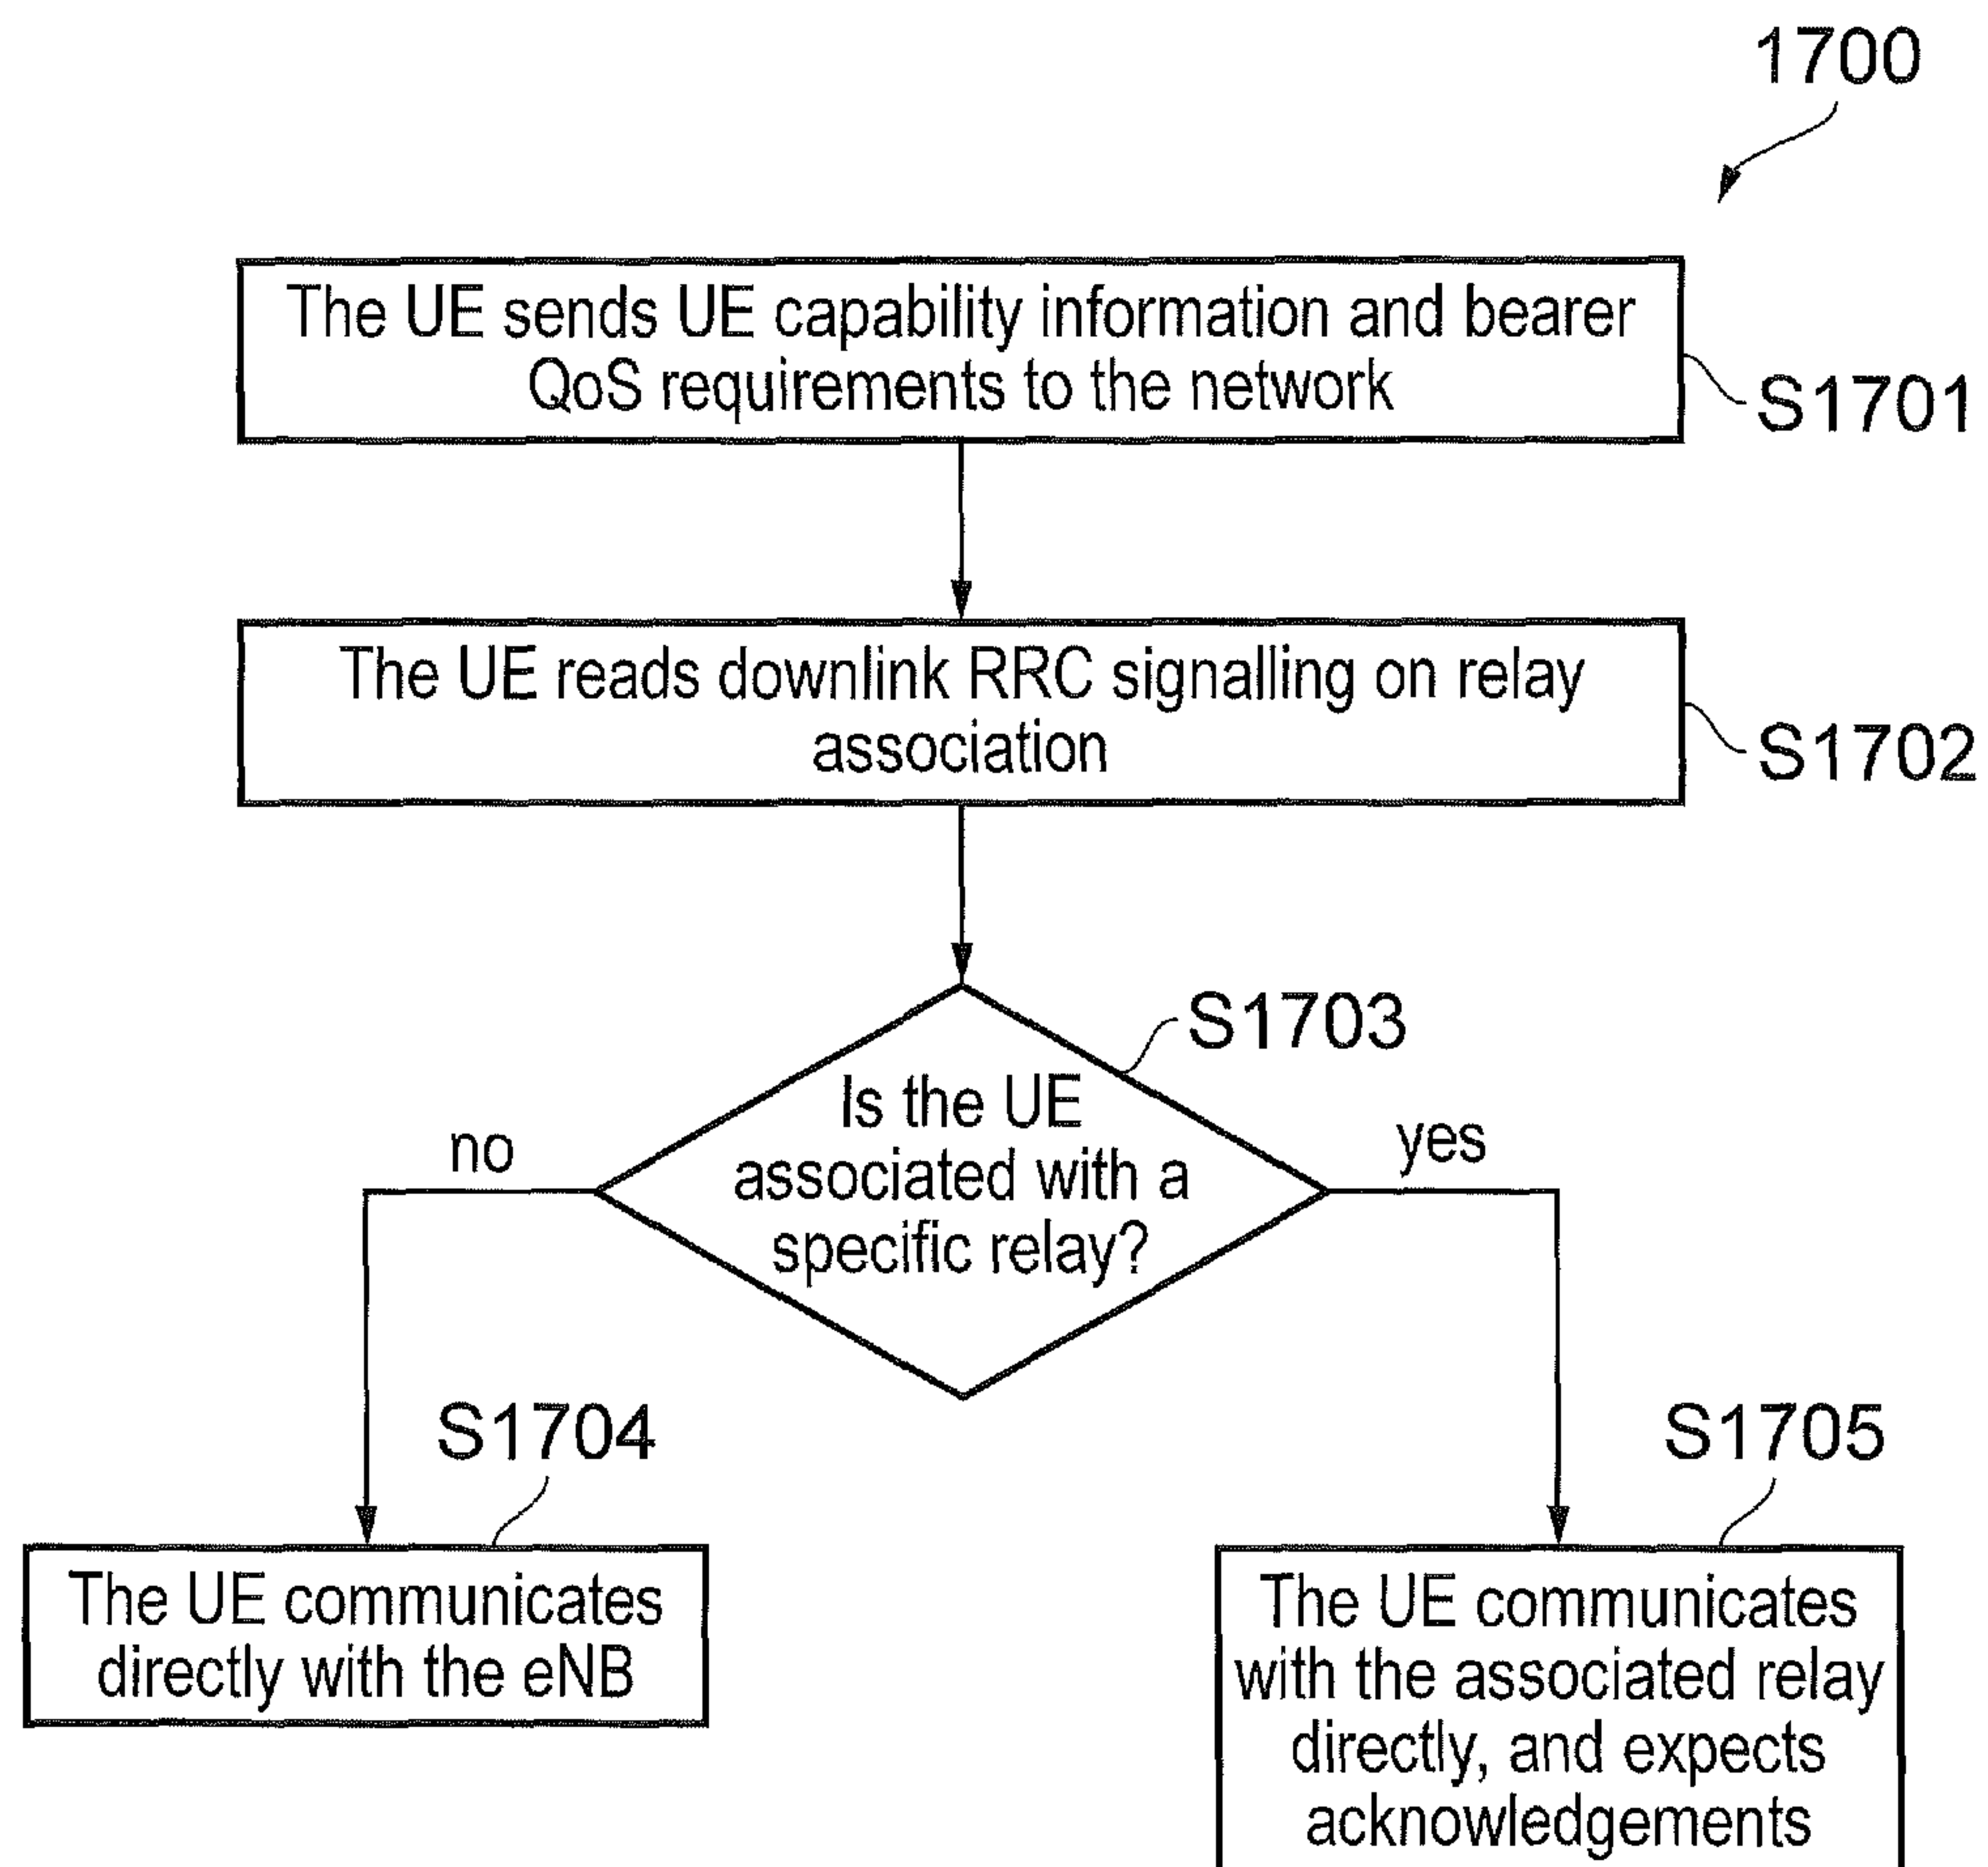 1700
The UE sends UE capability information and bearer
QoS requirements to the network
S1701
The UE reads downlink RRC signalling on relay
association
S1702
S1703
Is the UE
associated with a
specific relay?
no
yes
S1704
S1705
The UE communicates
directly with the eNB
The UE communicates
with the associated relay
directly, and expects
acknowledgements